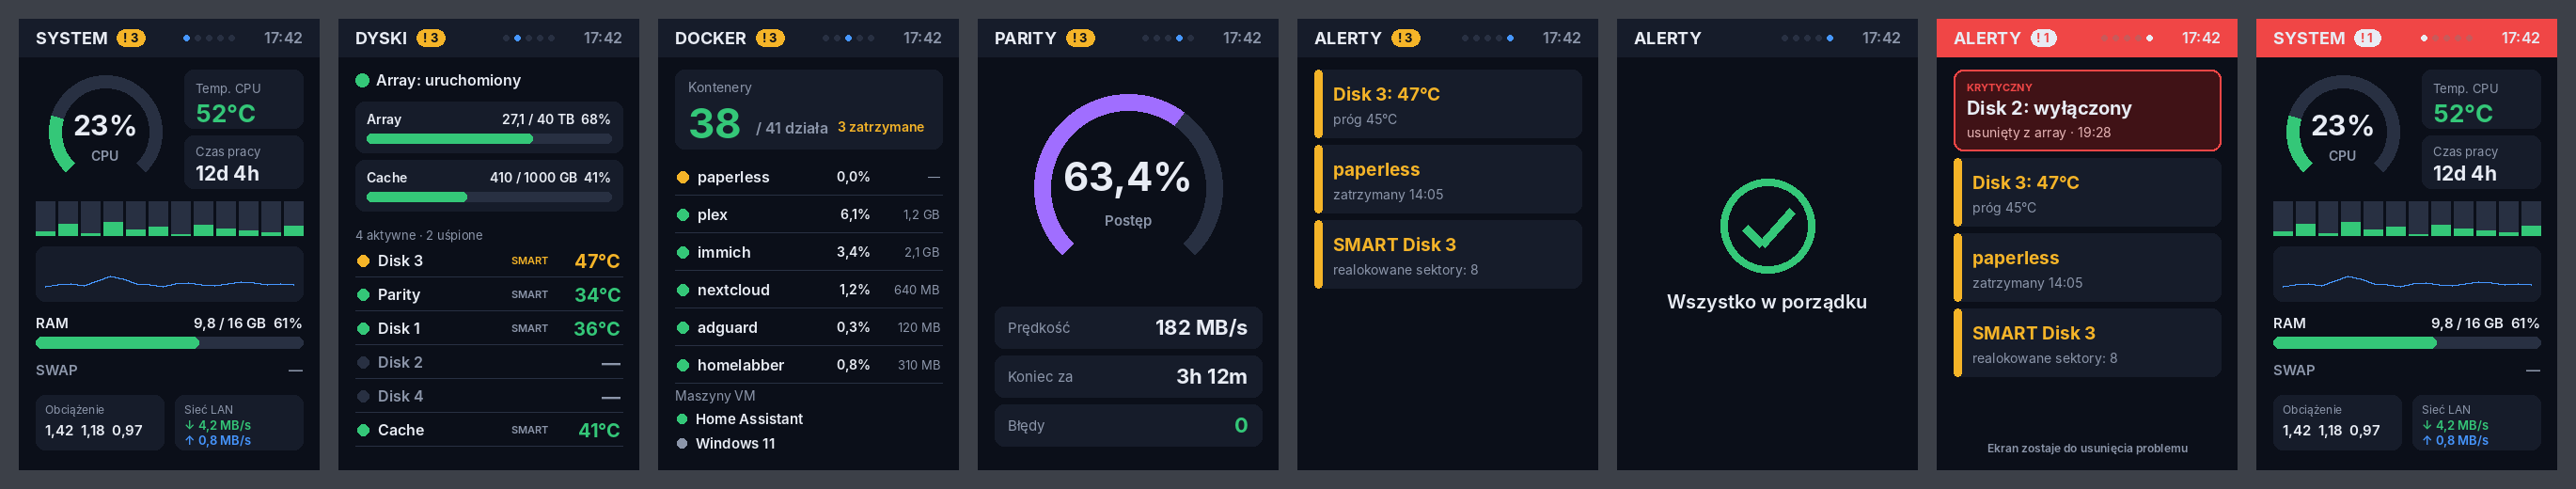 SYSTEM ! 3 17:42
23%
CPU
Temp. CPU
52°C
Czas pracy
12d 4h
RAM 9,8 / 16 GB 61%
SWAP —
Obciążenie
1,42 1,18 0,97
Sieć LAN
↓ 4,2 MB/s
↑ 0,8 MB/s
DYSKI ! 3 17:42
Array: uruchomiony
Array 27,1 / 40 TB 68%
Cache 410 / 1000 GB 41%
4 aktywne · 2 uśpione
Disk 3 SMART 47°C
Parity SMART 34°C
Disk 1 SMART 36°C
Disk 2 —
Disk 4 —
Cache SMART 41°C
DOCKER ! 3 17:42
Kontenery
38 / 41 działa 3 zatrzymane
paperless 0,0% —
plex 6,1% 1,2 GB
immich 3,4% 2,1 GB
nextcloud 1,2% 640 MB
adguard 0,3% 120 MB
homelabber 0,8% 310 MB
Maszyny VM
Home Assistant
Windows 11
PARITY ! 3 17:42
63,4%
Postęp
Prędkość 182 MB/s
Koniec za 3h 12m
Błędy 0
ALERTY ! 3 17:42
Disk 3: 47°C
próg 45°C
paperless
zatrzymany 14:05
SMART Disk 3
realokowane sektory: 8
ALERTY 17:42
Wszystko w porządku
ALERTY ! 1 17:42
KRYTYCZNY
Disk 2: wyłączony
usunięty z array · 19:28
Disk 3: 47°C
próg 45°C
paperless
zatrzymany 14:05
SMART Disk 3
realokowane sektory: 8
Ekran zostaje do usunięcia problemu
SYSTEM ! 1 17:42
23%
CPU
Temp. CPU
52°C
Czas pracy
12d 4h
RAM 9,8 / 16 GB 61%
SWAP —
Obciążenie
1,42 1,18 0,97
Sieć LAN
↓ 4,2 MB/s
↑ 0,8 MB/s